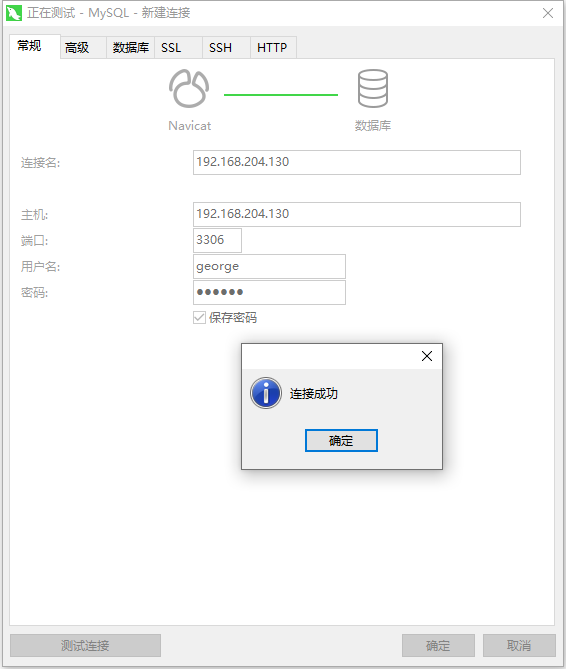 正在测试 - MySQL - 新建连接
常规 高级 数据库 SSL SSH HTTP
Navicat 数据库
连接名: 192.168.204.130
主机: 192.168.204.130
端口: 3306
用户名: george
密码: ●●●●●●
保存密码
连接成功
确定
测试连接 确定 取消